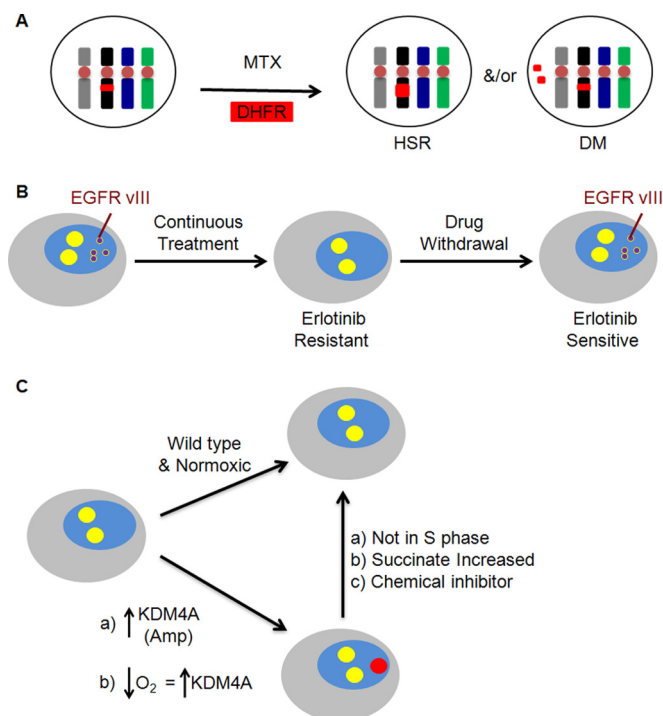 A
MTX
DHFR
HSR
&/or
DM
B
EGFR vIII
Continuous
Treatment
Erlotinib
Resistant
Drug
Withdrawal
EGFR vIII
Erlotinib
Sensitive
C
Wild type
& Normoxic
a) Not in S phase
b) Succinate Increased
c) Chemical inhibitor
a) ↑KDM4A
(Amp)
b) ↓O₂ = ↑KDM4A